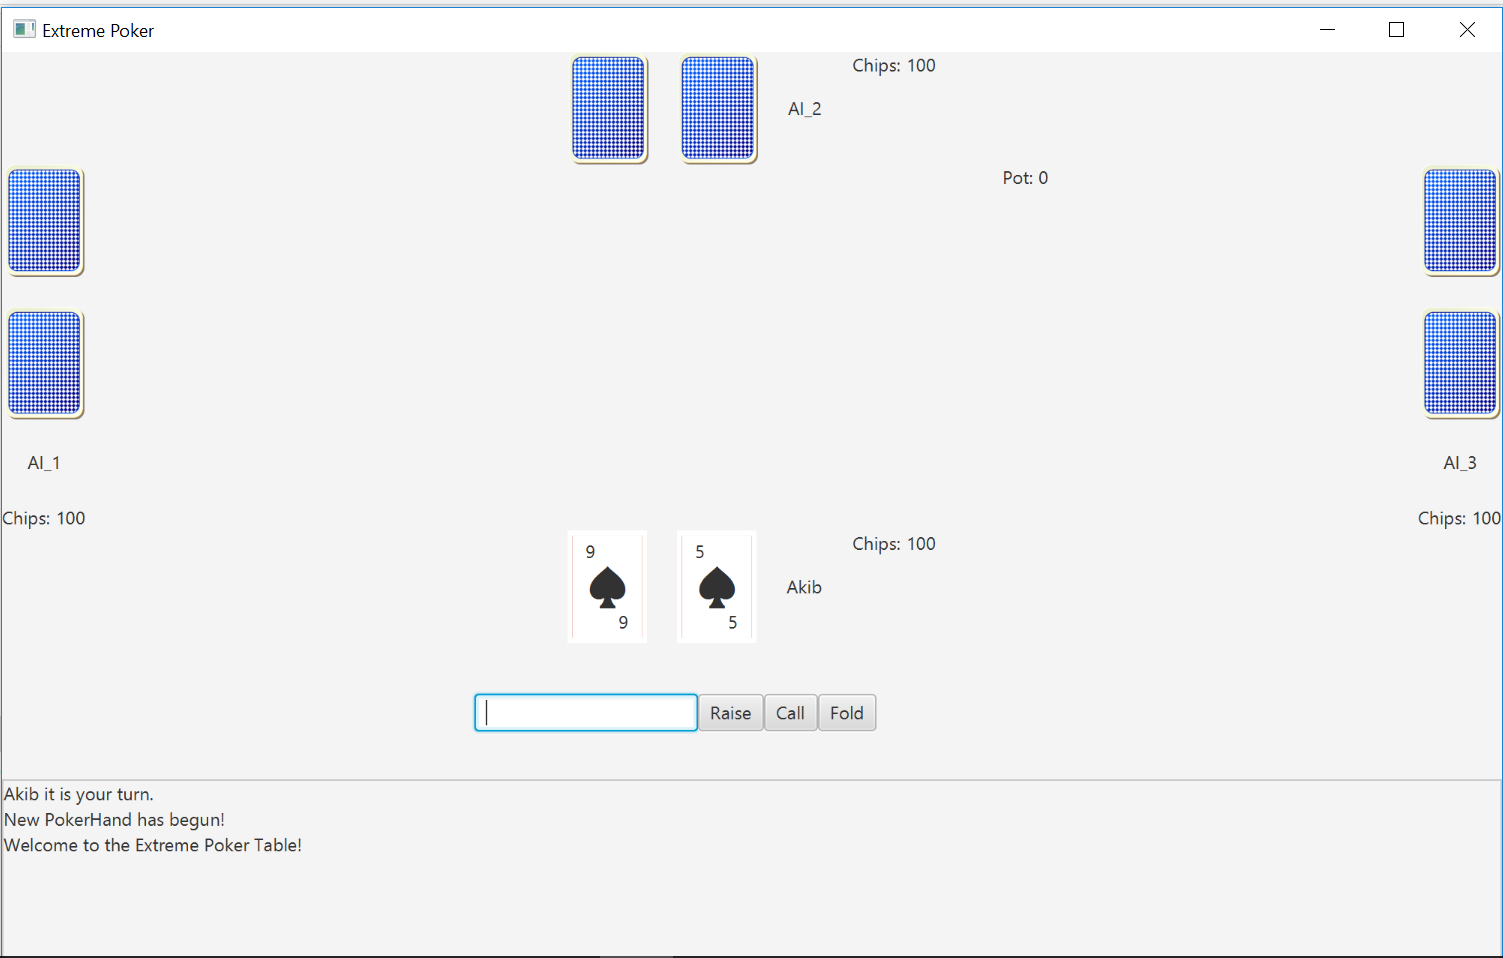 Extreme Poker
Chips: 100
AI_2
Pot: 0
AI_1
AI_3
Chips: 100
Chips: 100
9
9
5
5
Chips: 100
Akib
Raise
Call
Fold
Akib it is your turn.
New PokerHand has begun!
Welcome to the Extreme Poker Table!